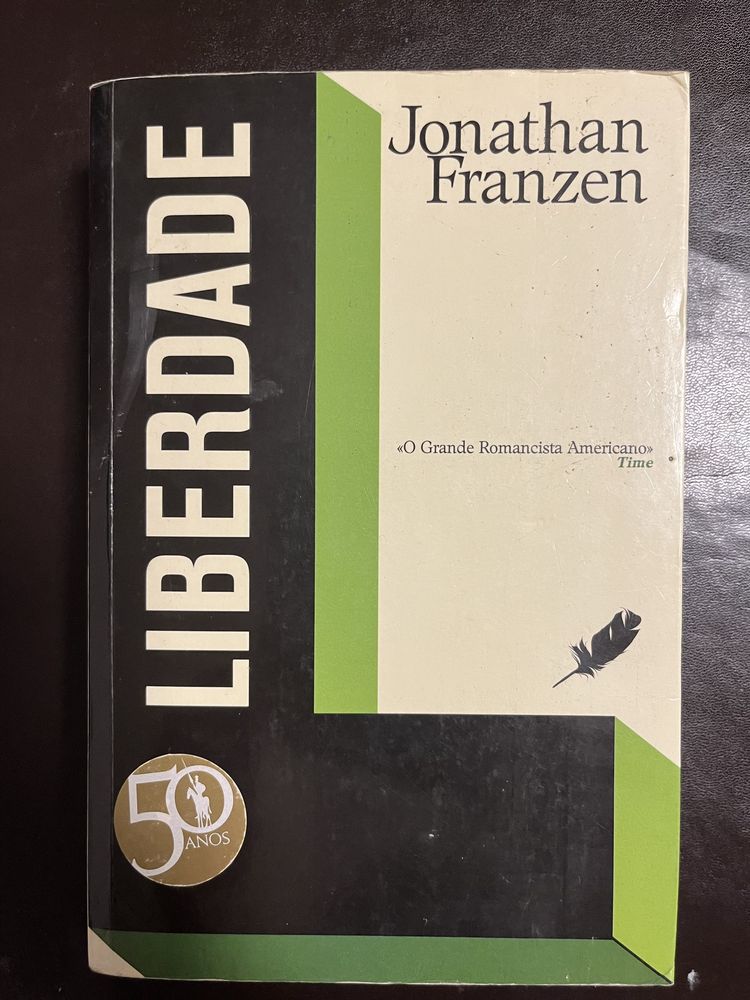 Jonathan
Franzen
LIBERDADE
«O Grande Romancista Americano»
Time
50
ANOS